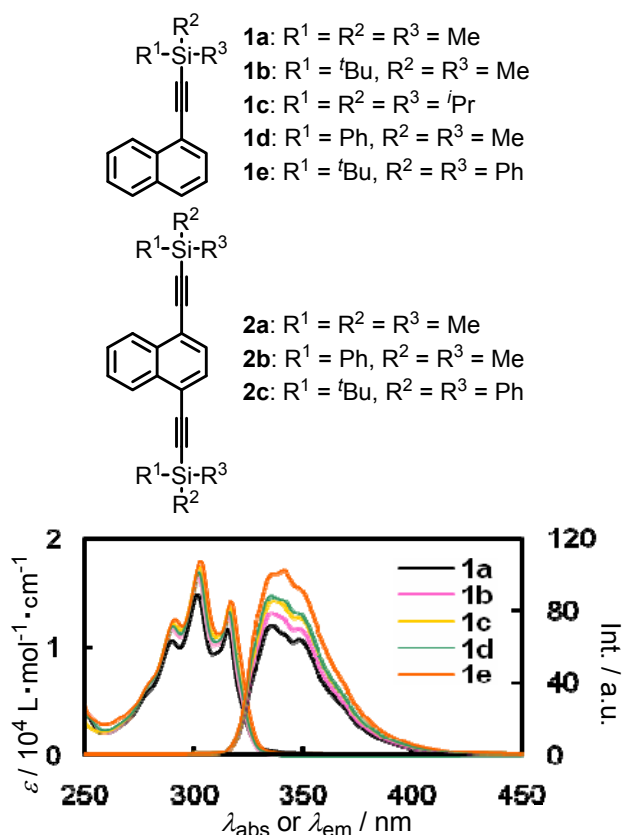 R²
R¹ Si R³
1a: R¹ = R² = R³ = Me
1b: R¹ = ᵗBu, R² = R³ = Me
1c: R¹ = R² = R³ = ⁱPr
1d: R¹ = Ph, R² = R³ = Me
1e: R¹ = ᵗBu, R² = R³ = Ph
R²
R¹ Si R³
2a: R¹ = R² = R³ = Me
2b: R¹ = Ph, R² = R³ = Me
2c: R¹ = ᵗBu, R² = R³ = Ph
R¹ Si R³
R²
ε / 10⁴ L·mol⁻¹·cm⁻¹
2
1
0
1a
1b
1c
1d
1e
120
80
40
0
Int. / a.u.
250 300 350 400 450
λabs or λem / nm